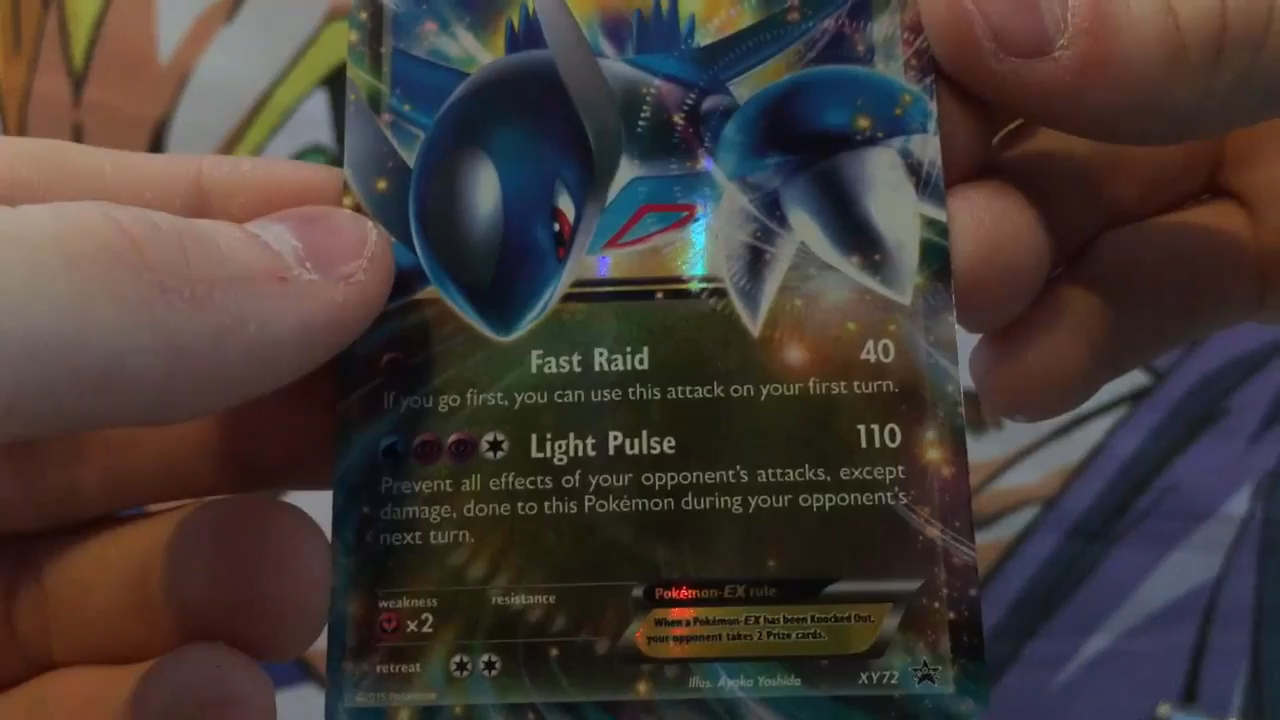 Fast Raid 40
If you go first, you can use this attack on your first turn.
Light Pulse 110
Prevent all effects of your opponent's attacks, except
damage, done to this Pokémon during your opponent's
next turn.
weakness resistance
×2
Pokémon-EX rule
When a Pokémon-EX has been Knocked Out,
your opponent takes 2 Prize cards.
retreat
Illus. Ayaka Yoshida XY72
©2015 Pokémon